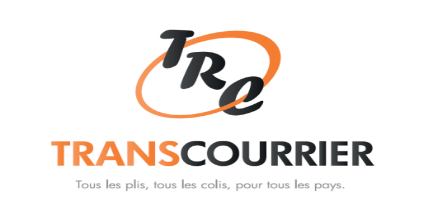 TRC
TRANSCOURRIER
Tous les plis, tous les colis, pour tous les pays.